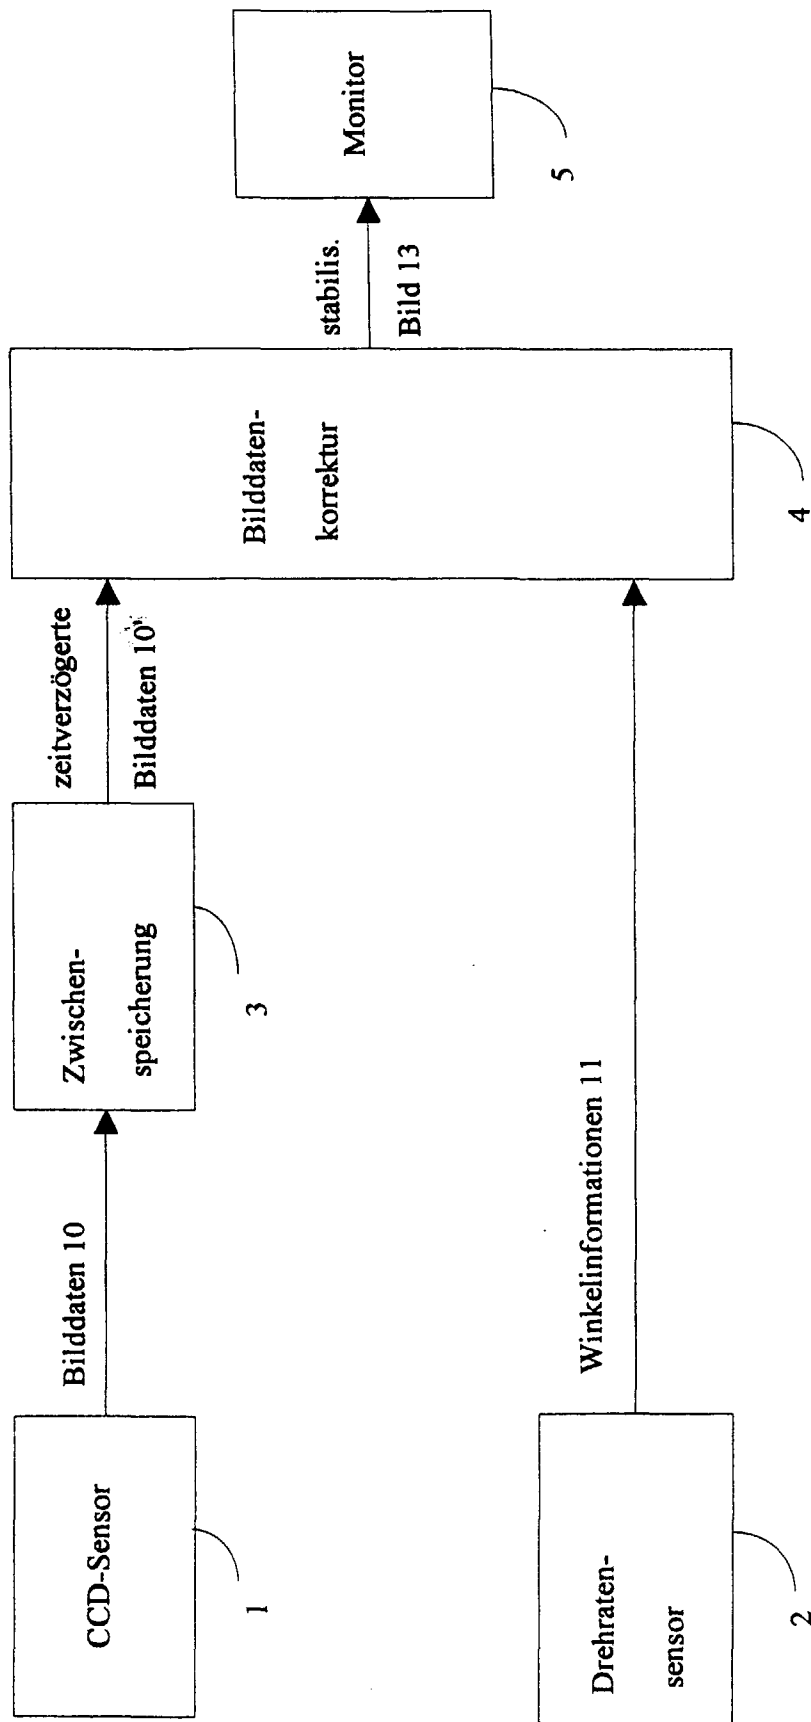 CCD-Sensor
1
Bilddaten 10
Zwischen-
speicherung
3
zeitverzögerte
Bilddaten 10'
Bilddaten-
korrektur
4
stabilis.
Bild 13
Monitor
5
Drehraten-
sensor
2
Winkelinformationen 11